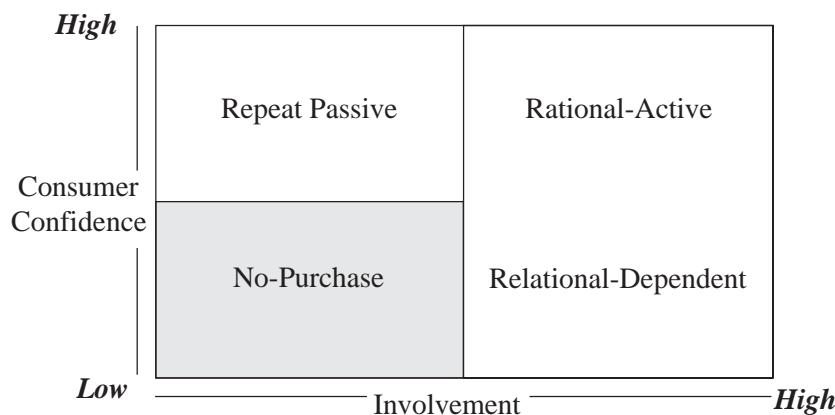 High
Repeat Passive
Rational-Active
Consumer
Confidence
No-Purchase
Relational-Dependent
Low
Involvement
High